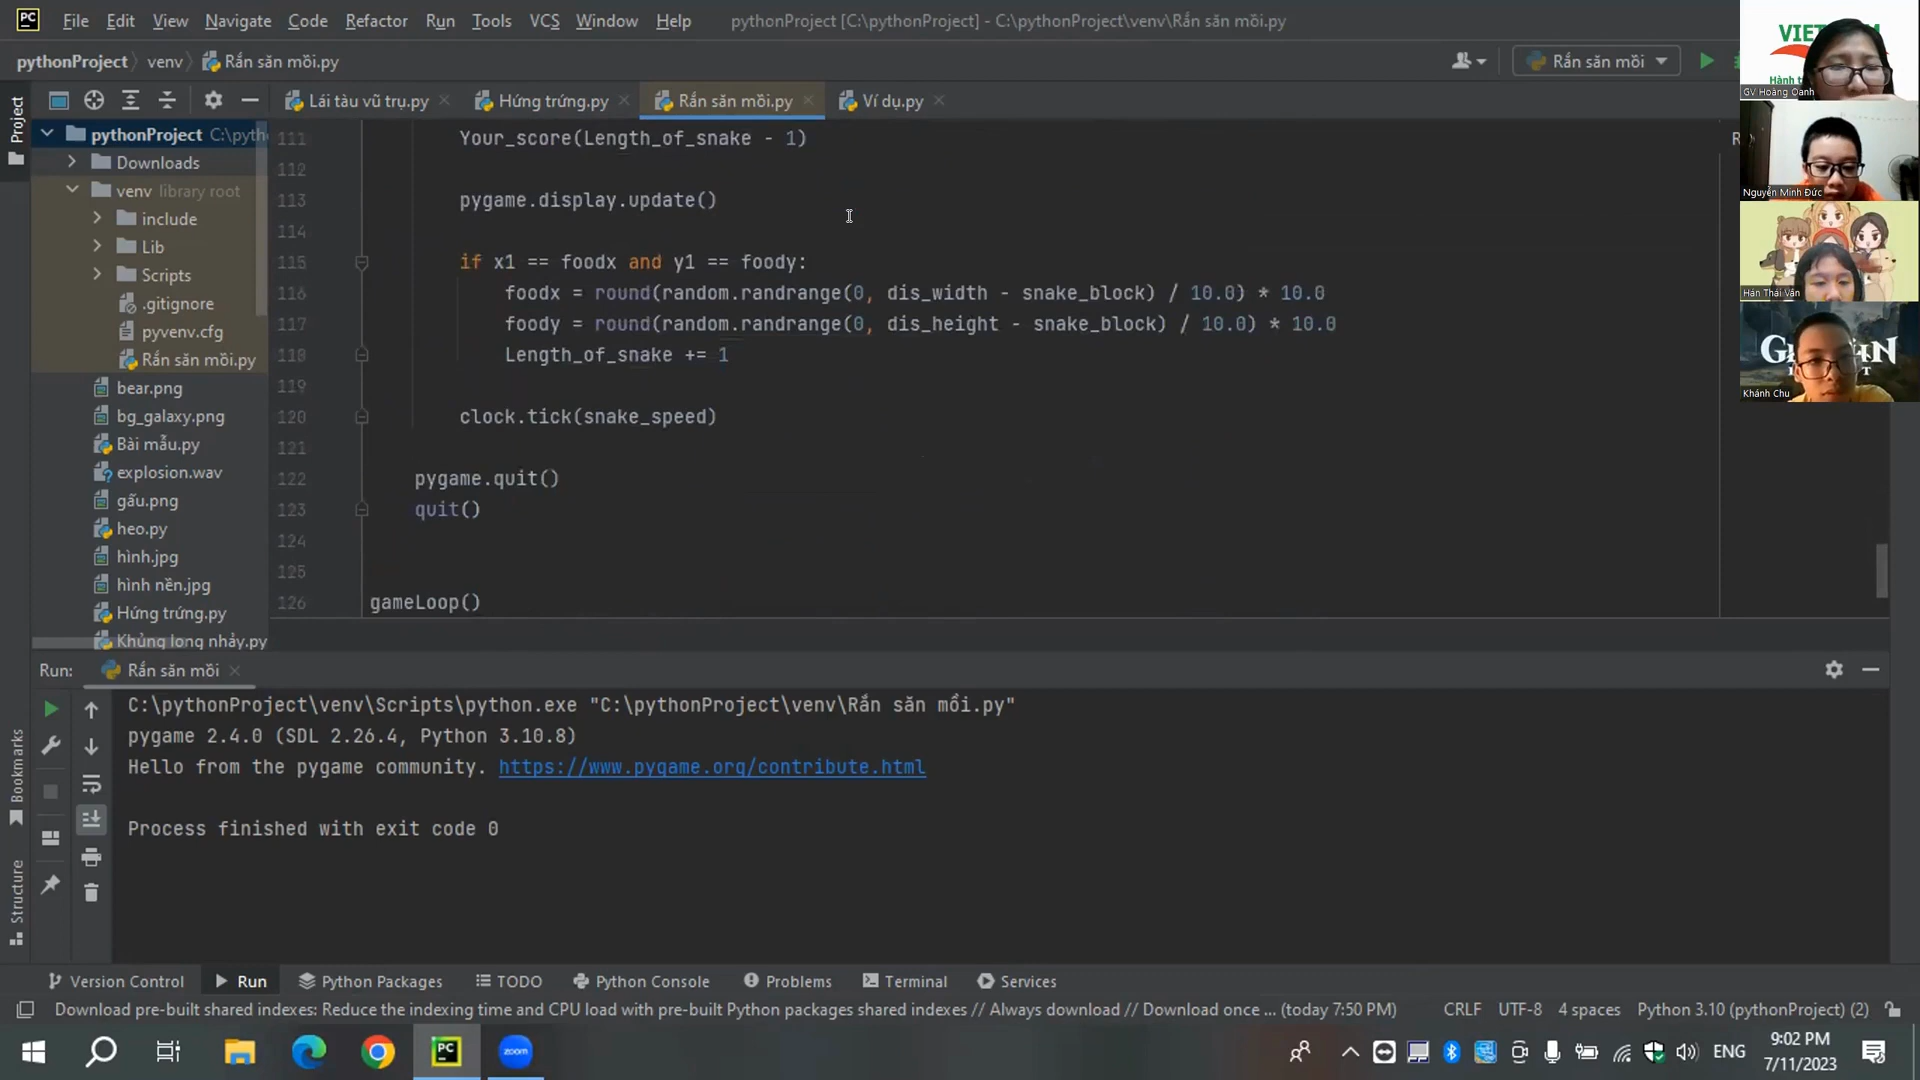 File Edit View Navigate Code Refactor Run Tools VCS Window Help pythonProject [C:\pythonProject] - C:\pythonProject\venv\Rắn săn mồi.py
pythonProject venv Rắn săn mồi.py Rắn săn mồi
Lái tàu vũ trụ.py Hứng trứng.py Rắn săn mồi.py Ví dụ.py
Project
pythonProject C:\pyth
Downloads
venv library root
include
Lib
Scripts
.gitignore
pyvenv.cfg
Rắn săn mồi.py
bear.png
bg_galaxy.png
Bài mẫu.py
explosion.wav
gấu.png
heo.py
hình.jpg
hình nền.jpg
Hứng trứng.py
Khủng long nhảy.py
111 Your_score(Length_of_snake - 1)
112
113 pygame.display.update()
114
115 if x1 == foodx and y1 == foody:
116 foodx = round(random.randrange(0, dis_width - snake_block) / 10.0) * 10.0
117 foody = round(random.randrange(0, dis_height - snake_block) / 10.0) * 10.0
118 Length_of_snake += 1
119
120 clock.tick(snake_speed)
121
122 pygame.quit()
123 quit()
124
125
126 gameLoop()
GV Hoàng Oanh
Nguyễn Minh Đức
Hán Thái Vân
Khánh Chu
Run: Rắn săn mồi
C:\pythonProject\venv\Scripts\python.exe "C:\pythonProject\venv\Rắn săn mồi.py"
pygame 2.4.0 (SDL 2.26.4, Python 3.10.8)
Hello from the pygame community. https://www.pygame.org/contribute.html
Process finished with exit code 0
Bookmarks
Structure
Version Control Run Python Packages TODO Python Console Problems Terminal Services
Download pre-built shared indexes: Reduce the indexing time and CPU load with pre-built Python packages shared indexes // Always download // Download once ... (today 7:50 PM) CRLF UTF-8 4 spaces Python 3.10 (pythonProject) (2)
PC zoom ENG 9:02 PM
7/11/2023